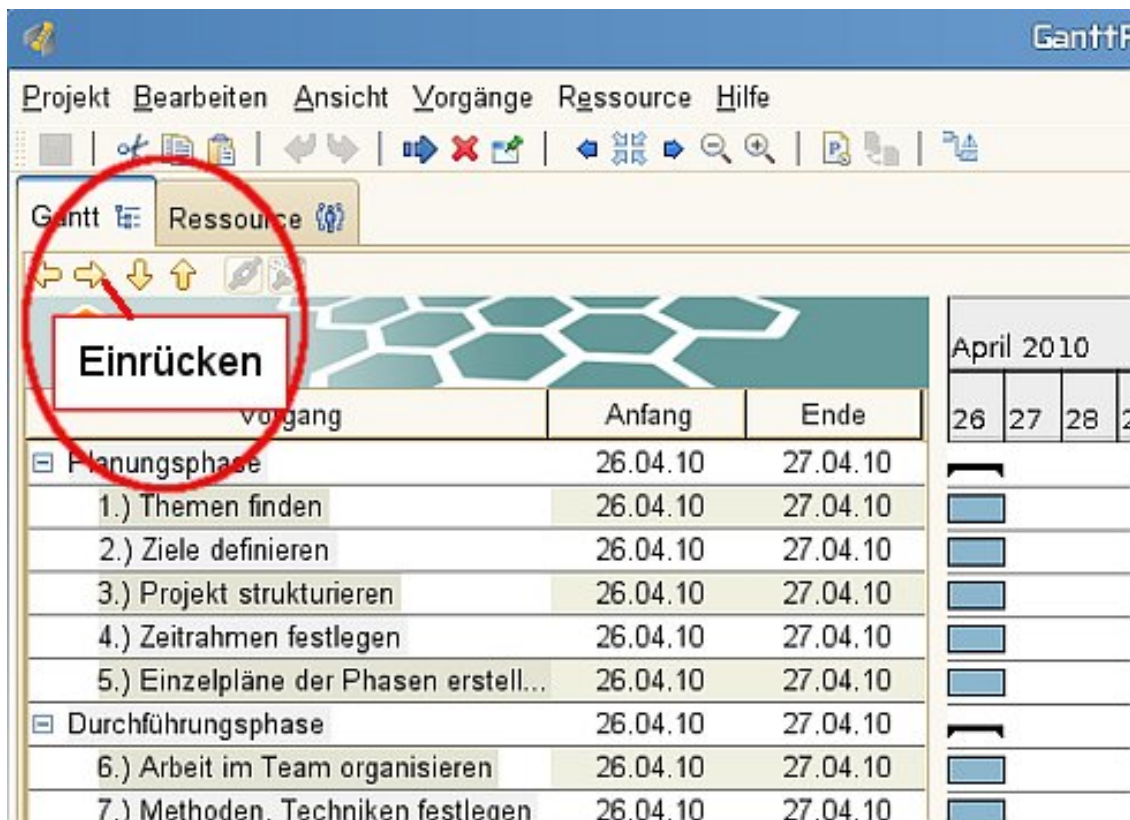 GanttP
Projekt Bearbeiten Ansicht Vorgänge Ressource Hilfe
Gantt Ressource
Einrücken
April 2010
Vorgang Anfang Ende 26 27 28 2
Planungsphase 26.04.10 27.04.10
1.) Themen finden 26.04.10 27.04.10
2.) Ziele definieren 26.04.10 27.04.10
3.) Projekt strukturieren 26.04.10 27.04.10
4.) Zeitrahmen festlegen 26.04.10 27.04.10
5.) Einzelpläne der Phasen erstell... 26.04.10 27.04.10
Durchführungsphase 26.04.10 27.04.10
6.) Arbeit im Team organisieren 26.04.10 27.04.10
7.) Methoden, Techniken festlegen 26.04.10 27.04.10